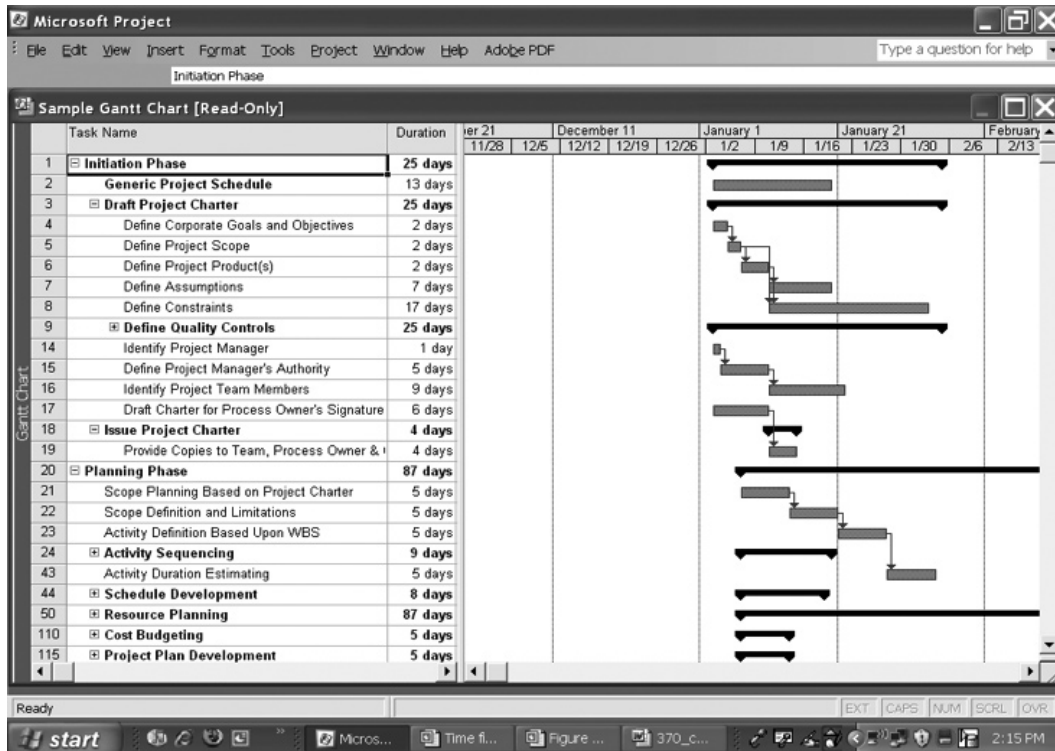 Microsoft Project
File Edit View Insert Format Tools Project Window Help Adobe PDF Type a question for help
Initiation Phase
Sample Gantt Chart [Read-Only]
Task Name Duration er 21 December 11 January 1 January 21 February
11/28 12/5 12/12 12/19 12/26 1/2 1/9 1/16 1/23 1/30 2/6 2/13
1 Initiation Phase 25 days
2 Generic Project Schedule 13 days
3 Draft Project Charter 25 days
4 Define Corporate Goals and Objectives 2 days
5 Define Project Scope 2 days
6 Define Project Product(s) 2 days
7 Define Assumptions 7 days
8 Define Constraints 17 days
9 Define Quality Controls 25 days
14 Identify Project Manager 1 day
15 Define Project Manager's Authority 5 days
16 Identify Project Team Members 9 days
17 Draft Charter for Process Owner's Signature 6 days
18 Issue Project Charter 4 days
19 Provide Copies to Team, Process Owner & 4 days
20 Planning Phase 87 days
21 Scope Planning Based on Project Charter 5 days
22 Scope Definition and Limitations 5 days
23 Activity Definition Based Upon WBS 5 days
24 Activity Sequencing 9 days
43 Activity Duration Estimating 5 days
44 Schedule Development 8 days
50 Resource Planning 87 days
110 Cost Budgeting 5 days
115 Project Plan Development 5 days
Gantt Chart
Ready EXT CAPS NUM SCRL OVR
start Micros... Time fi... Figure ... 370_c... 2:15 PM